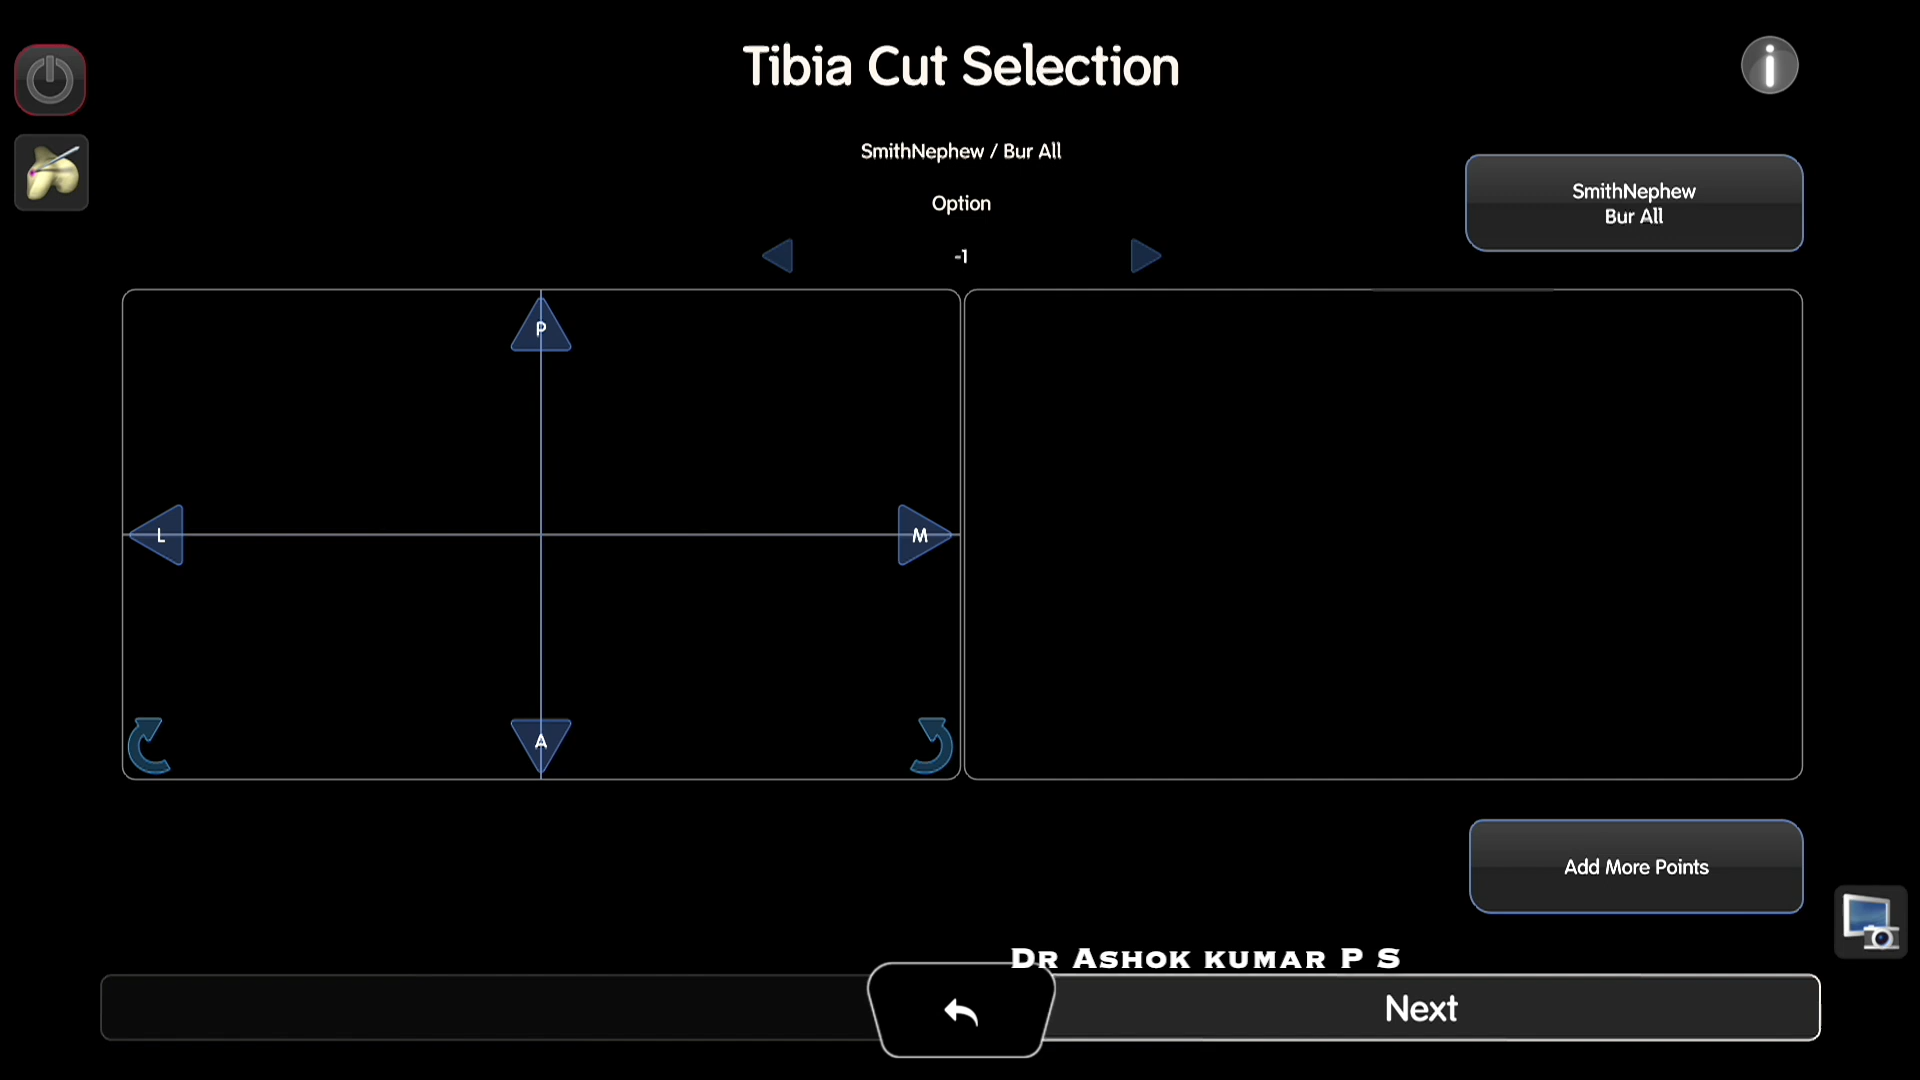 Tibia Cut Selection
i
SmithNephew / Bur All
SmithNephew
Bur All
Option
-1
P
L
M
A
Add More Points
DR ASHOK KUMAR P S
Next